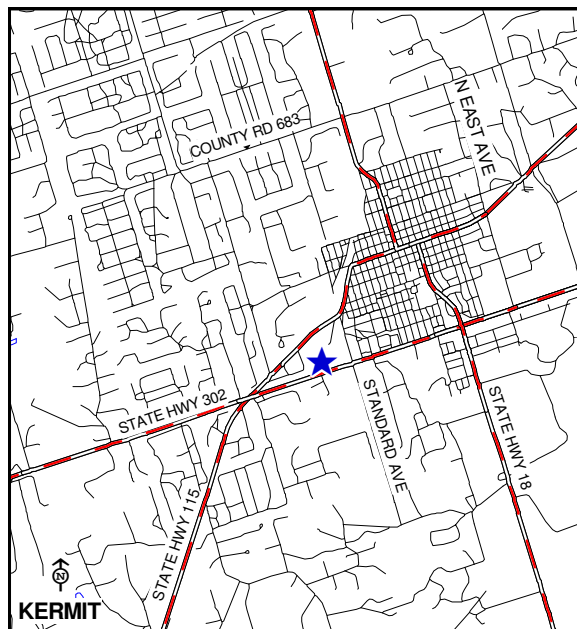 COUNTY RD 683
N EAST AVE
STATE HWY 302
STANDARD AVE
STATE HWY 18
STATE HWY 115
N
KERMIT